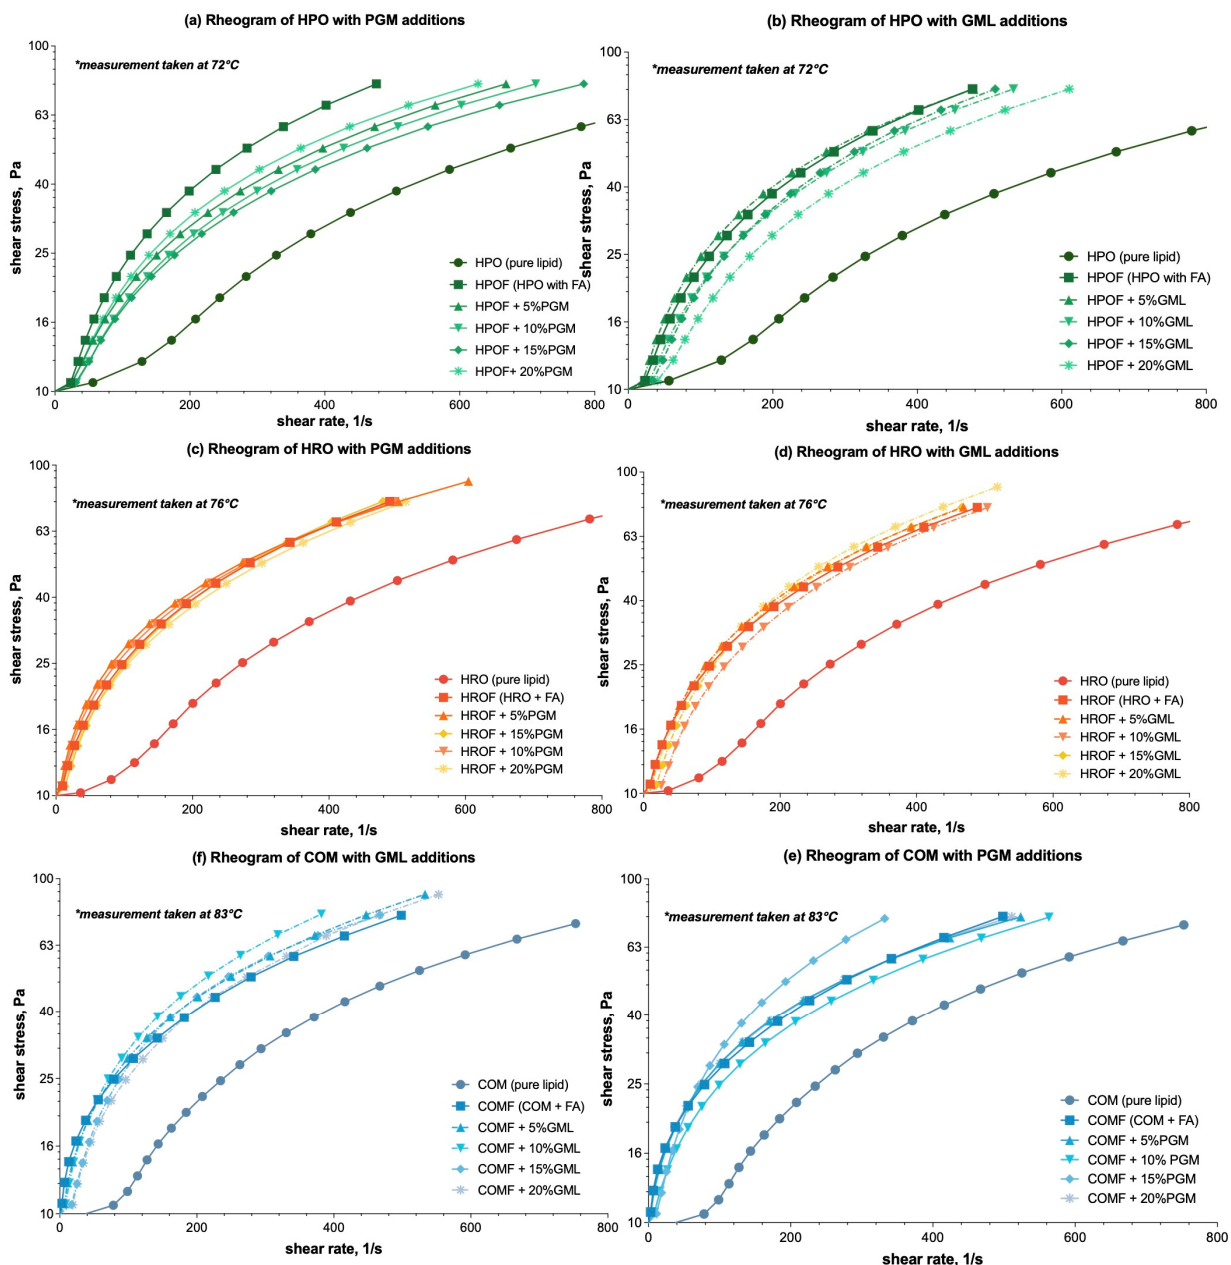 (a) Rheogram of HPO with PGM additions
*measurement taken at 72°C
100
63
40
25
16
10
shear stress, Pa
0 200 400 600 800
shear rate, 1/s
HPO (pure lipid)
HPOF (HPO with FA)
HPOF + 5%PGM
HPOF + 10%PGM
HPOF + 15%PGM
HPOF+ 20%PGM
(b) Rheogram of HPO with GML additions
*measurement taken at 72°C
100
63
40
25
16
10
shear stress, Pa
0 200 400 600 800
shear rate, 1/s
HPO (pure lipid)
HPOF (HPO with FA)
HPOF + 5%GML
HPOF + 10%GML
HPOF + 15%GML
HPOF + 20%GML
(c) Rheogram of HRO with PGM additions
*measurement taken at 76°C
100
63
40
25
16
10
shear stress, Pa
0 200 400 600 800
shear rate, 1/s
HRO (pure lipid)
HROF (HRO + FA)
HROF + 5%PGM
HROF + 15%PGM
HROF + 10%PGM
HROF + 20%PGM
(d) Rheogram of HRO with GML additions
*measurement taken at 76°C
100
63
40
25
16
10
shear stress, Pa
0 200 400 600 800
shear rate, 1/s
HRO (pure lipid)
HROF (HRO + FA)
HROF + 5%GML
HROF + 10%GML
HROF + 15%GML
HROF + 20%GML
(f) Rheogram of COM with GML additions
*measurement taken at 83°C
100
63
40
25
16
10
shear stress, Pa
0 200 400 600 800
shear rate, 1/s
COM (pure lipid)
COMF (COM + FA)
COMF + 5%GML
COMF + 10%GML
COMF + 15%GML
COMF + 20%GML
(e) Rheogram of COM with PGM additions
*measurement taken at 83°C
100
63
40
25
16
10
shear stress, Pa
0 200 400 600 800
shear rate, 1/s
COM (pure lipid)
COMF (COM + FA)
COMF + 5%PGM
COMF + 10% PGM
COMF + 15%PGM
COMF + 20%PGM